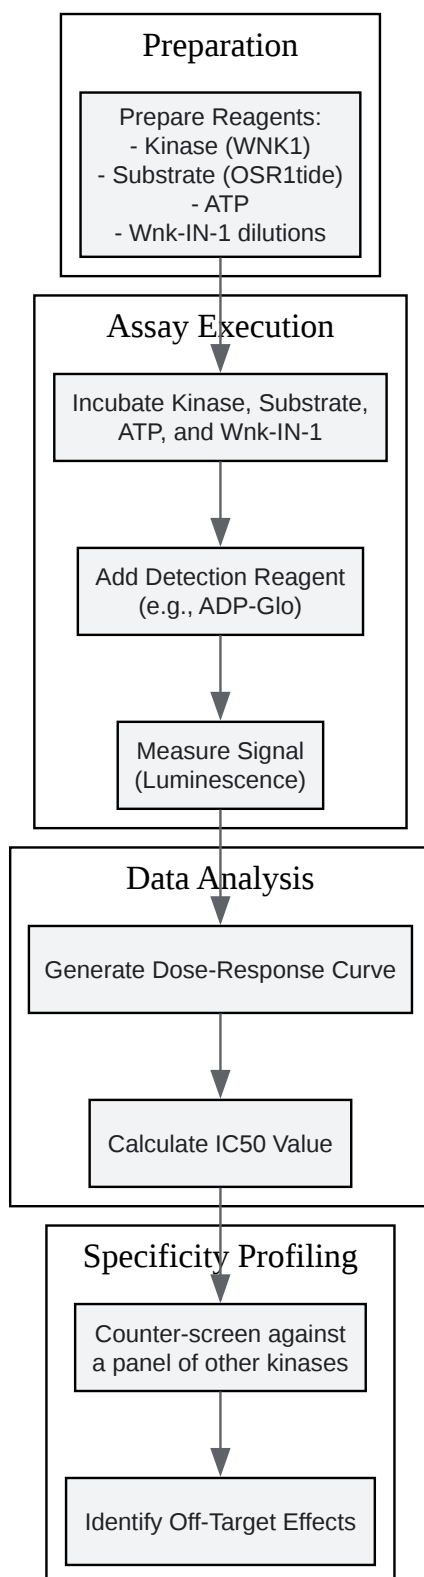 Preparation
Prepare Reagents:
- Kinase (WNK1)
- Substrate (OSR1tide)
- ATP
- Wnk-IN-1 dilutions
Assay Execution
Incubate Kinase, Substrate,
ATP, and Wnk-IN-1
Add Detection Reagent
(e.g., ADP-Glo)
Measure Signal
(Luminescence)
Data Analysis
Generate Dose-Response Curve
Calculate IC50 Value
Specificity Profiling
Counter-screen against
a panel of other kinases
Identify Off-Target Effects